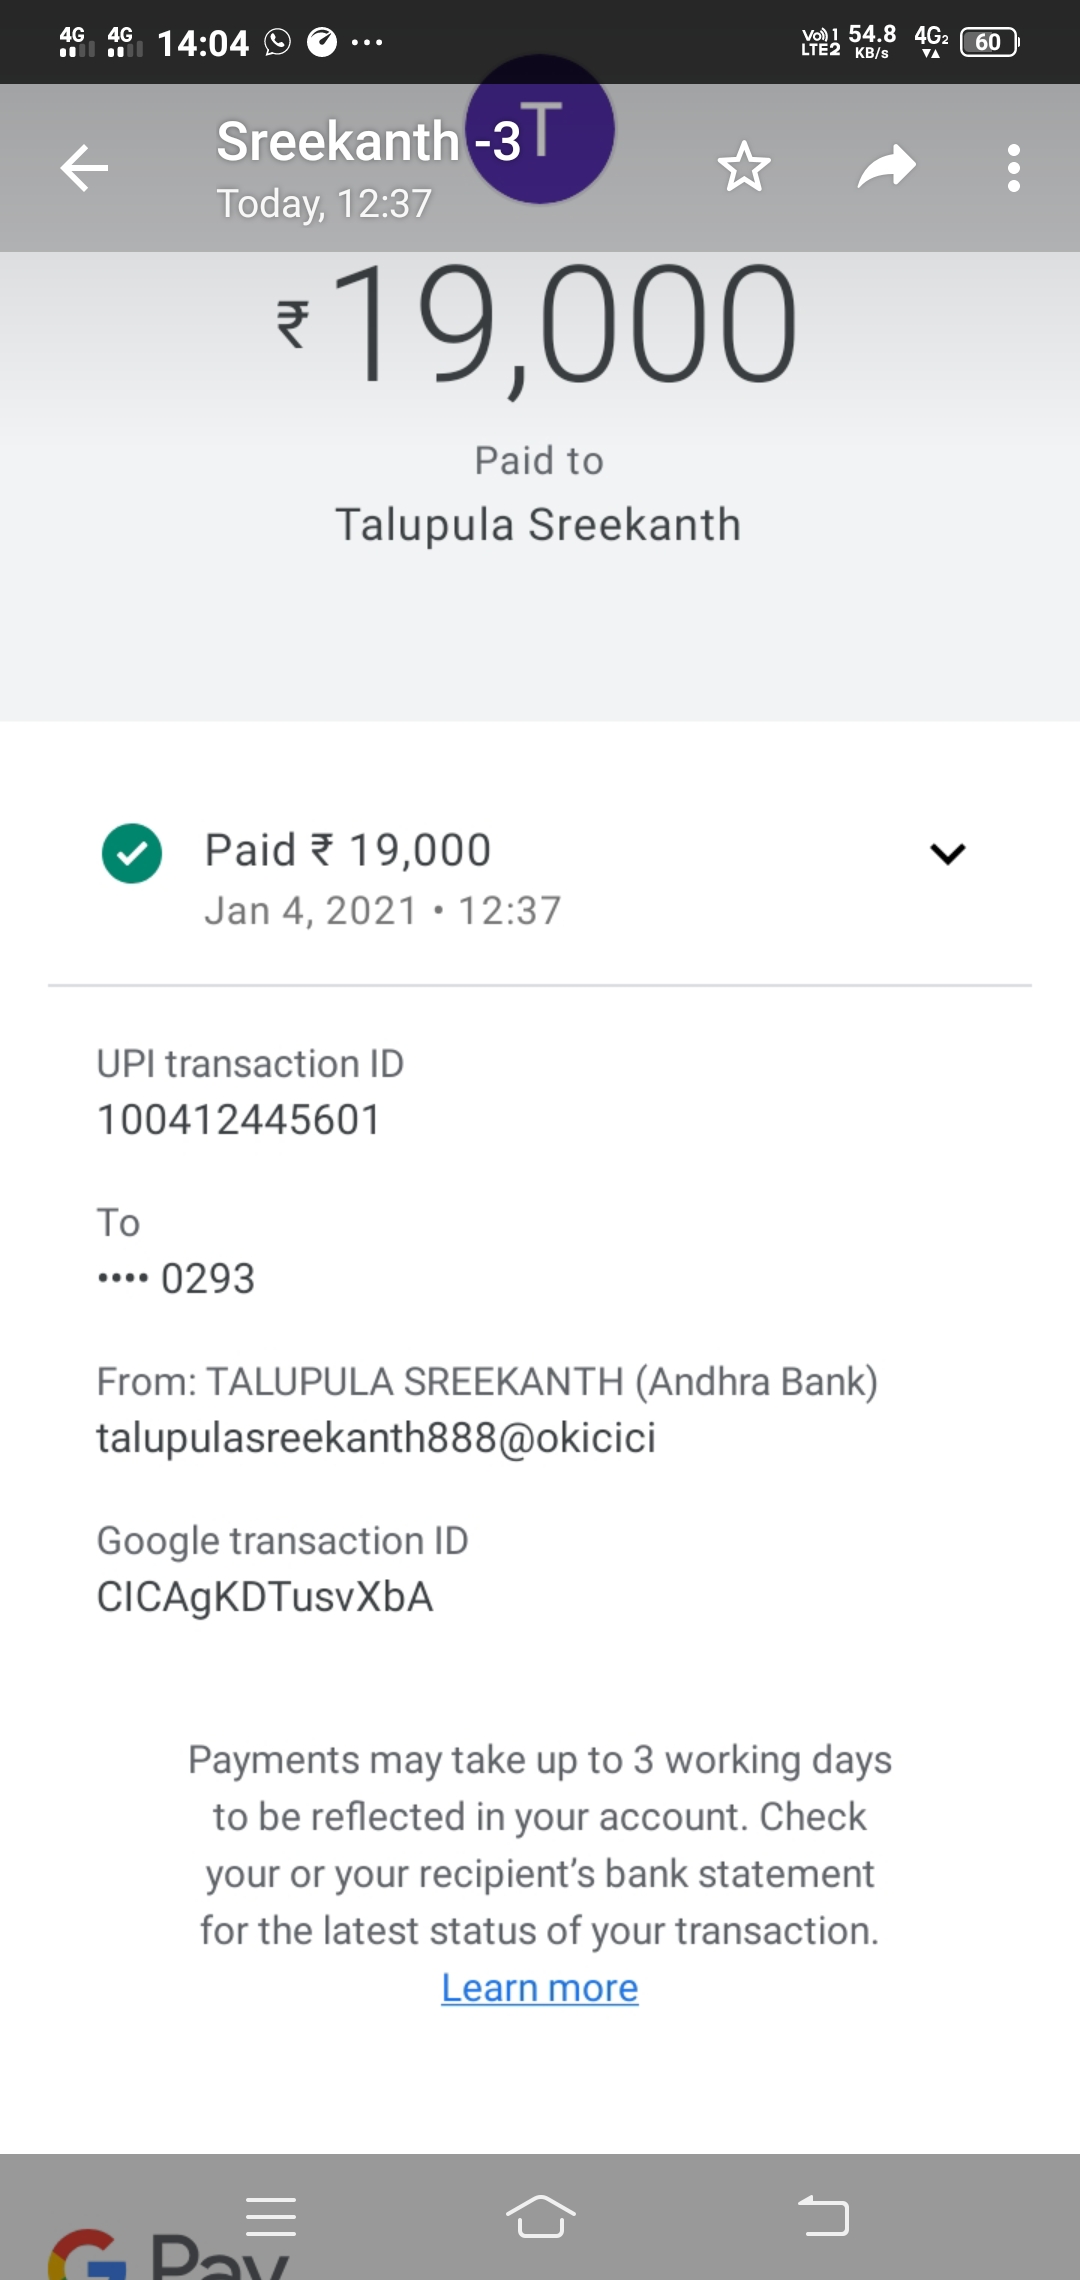 4G 4G 14:04 Vo) 1 LTE2 54.8 KB/s 4G2 60
Sreekanth -3 T
Today, 12:37
₹19,000
Paid to
Talupula Sreekanth
Paid ₹ 19,000
Jan 4, 2021 • 12:37
UPI transaction ID
100412445601
To
•••• 0293
From: TALUPULA SREEKANTH (Andhra Bank)
talupulasreekanth888@okicici
Google transaction ID
CICAgKDTusvXbA
Payments may take up to 3 working days
to be reflected in your account. Check
your or your recipient’s bank statement
for the latest status of your transaction.
Learn more
G Pay